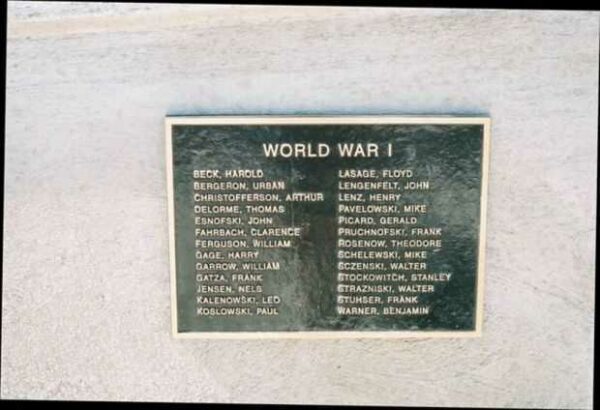 WORLD WAR I
BECK, HAROLD
BERGERON, URBAN
CHRISTOFFERSON, ARTHUR
DELORME, THOMAS
ESNOFSKI, JOHN
FAHRBACH, CLARENCE
FERGUSON, WILLIAM
GAGE, HARRY
GARROW, WILLIAM
GATZA, FRANK
JENSEN, NELS
KALENOWSKI, LEO
KOSLOWSKI, PAUL
LASAGE, FLOYD
LENGENFELT, JOHN
LENZ, HENRY
PAVELOWSKI, MIKE
PICARD, GERALD
PRUCHNOFSKI, FRANK
ROSENOW, THEODORE
SCHELEWSKI, MIKE
SCZENSKI, WALTER
STOCKOWITCH, STANLEY
STRAZNISKI, WALTER
STUHSER, FRANK
WARNER, BENJAMIN